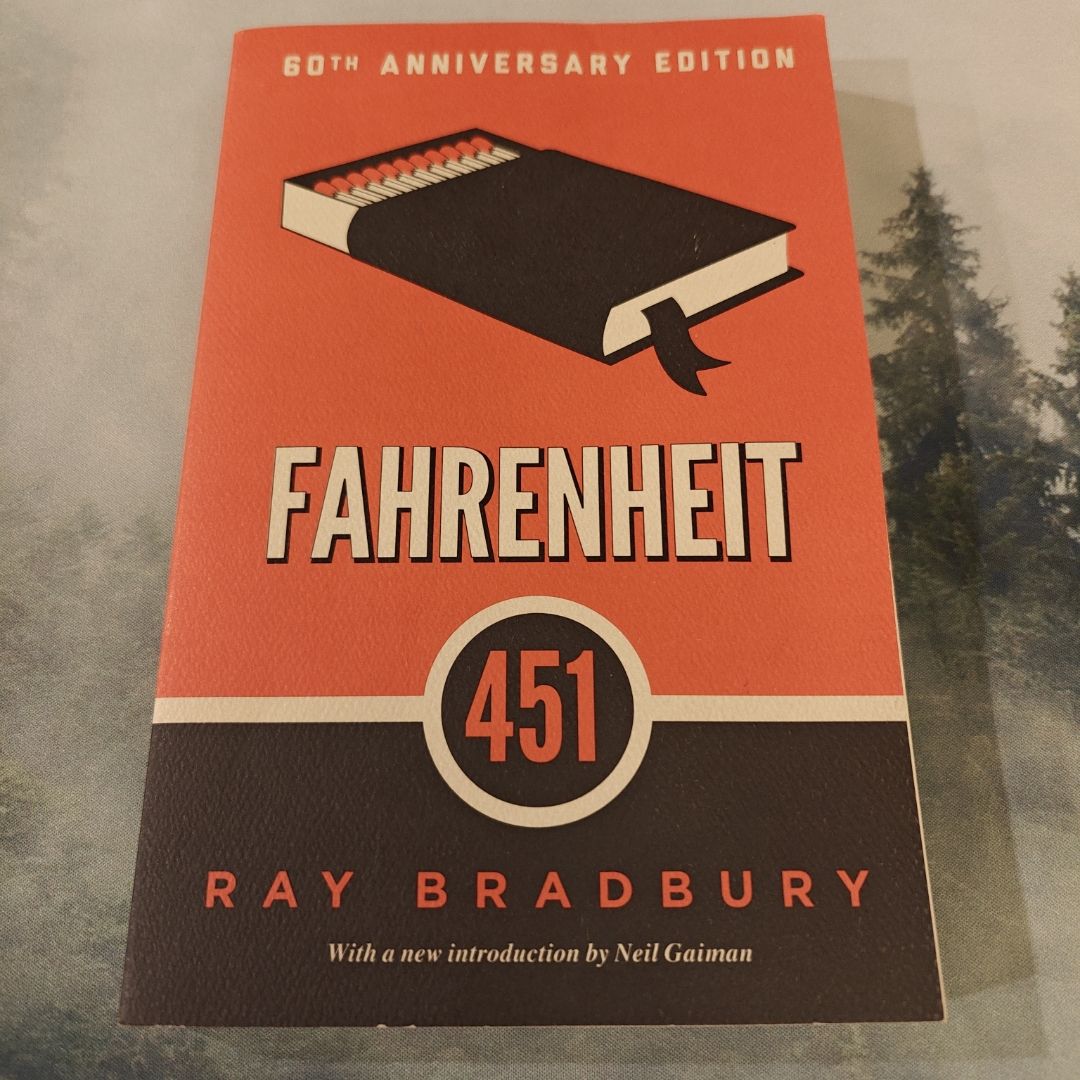 60TH ANNIVERSARY EDITION
FAHRENHEIT
451
RAY BRADBURY
With a new introduction by Neil Gaiman